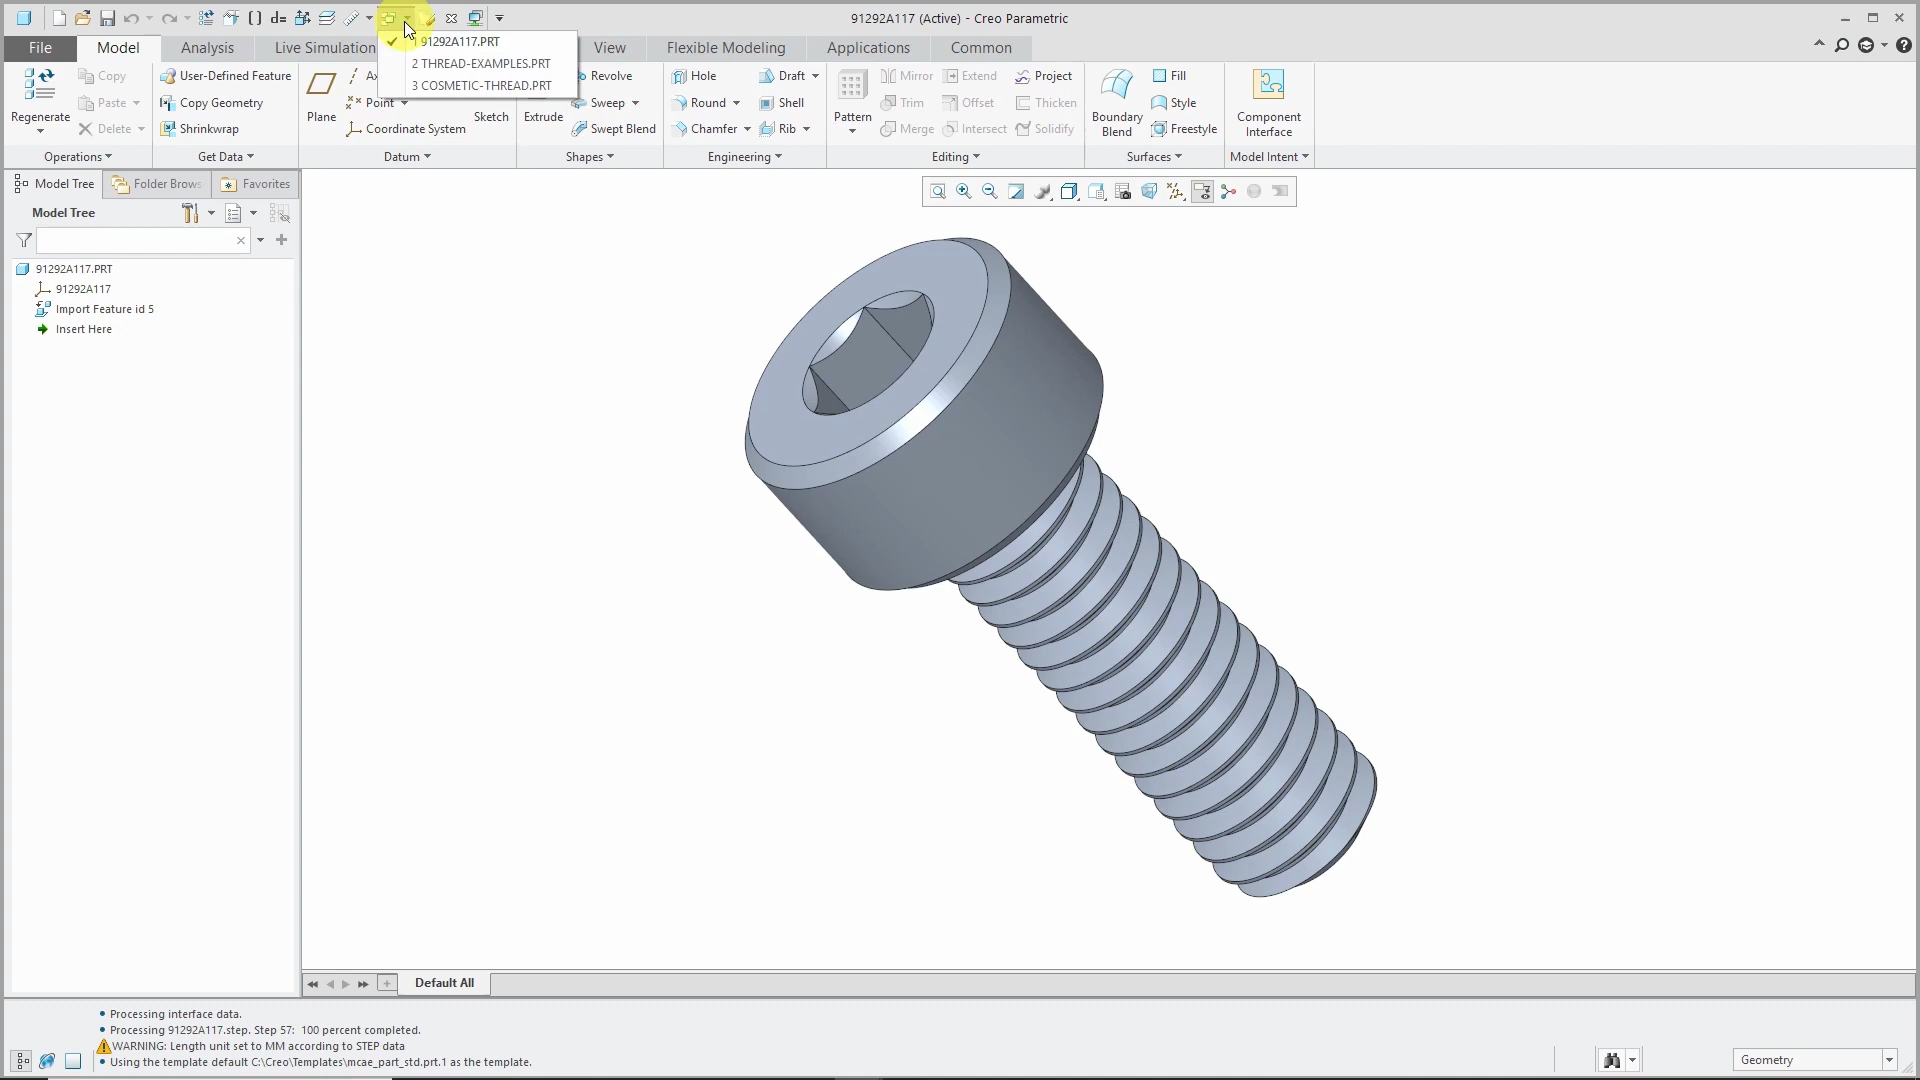 91292A117 (Active) - Creo Parametric
File
Model
Analysis
Live Simulation
View
Flexible Modeling
Applications
Common
1 91292A117.PRT
2 THREAD-EXAMPLES.PRT
3 COSMETIC-THREAD.PRT
Regenerate
Copy
Paste
Delete
User-Defined Feature
Copy Geometry
Shrinkwrap
Plane
Point
Coordinate System
Sketch
Extrude
Revolve
Sweep
Swept Blend
Hole
Round
Chamfer
Draft
Shell
Rib
Pattern
Mirror
Trim
Merge
Extend
Offset
Intersect
Project
Thicken
Solidify
Boundary
Blend
Fill
Style
Freestyle
Component
Interface
Operations
Get Data
Datum
Shapes
Engineering
Editing
Surfaces
Model Intent
Model Tree
Folder Brows
Favorites
Model Tree
91292A117.PRT
91292A117
Import Feature id 5
Insert Here
Default All
Processing interface data.
Processing 91292A117.step. Step 57: 100 percent completed.
WARNING: Length unit set to MM according to STEP data
Using the template default C:\Creo\Templates\mcae_part_std.prt.1 as the template.
Geometry